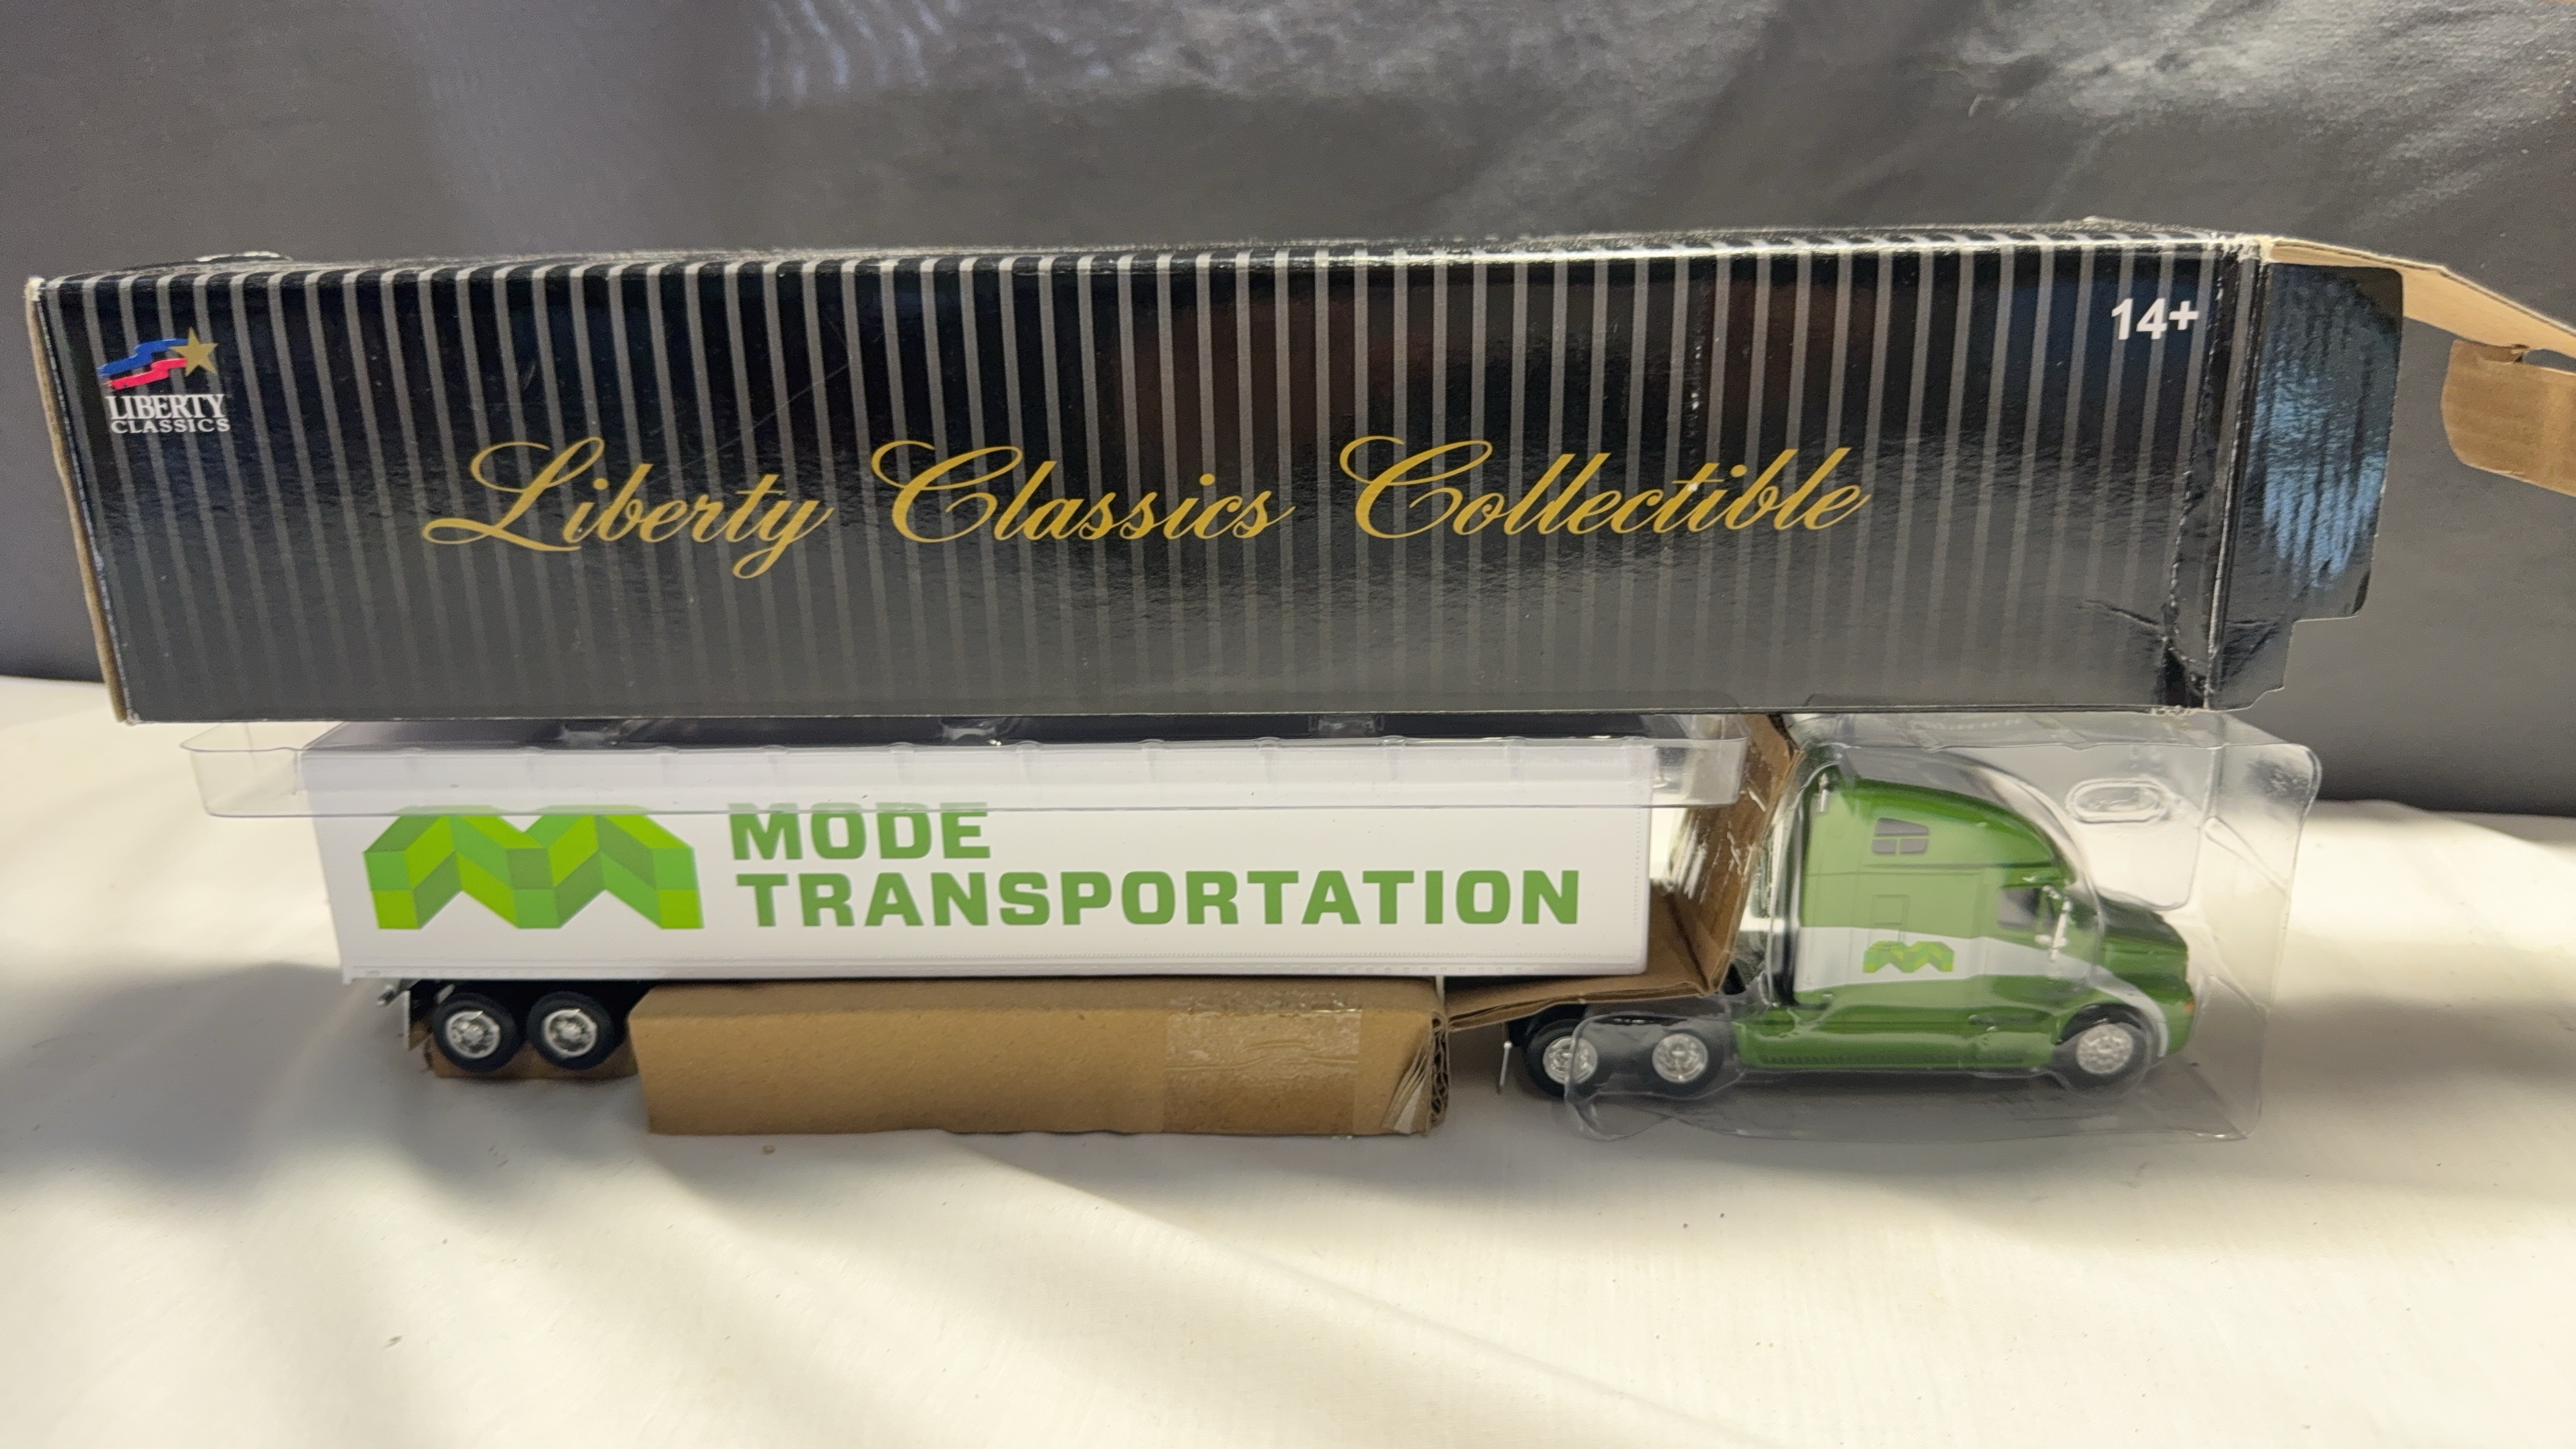 14+
LIBERTY
CLASSICS
Liberty Classics Collectible
MODE
TRANSPORTATION